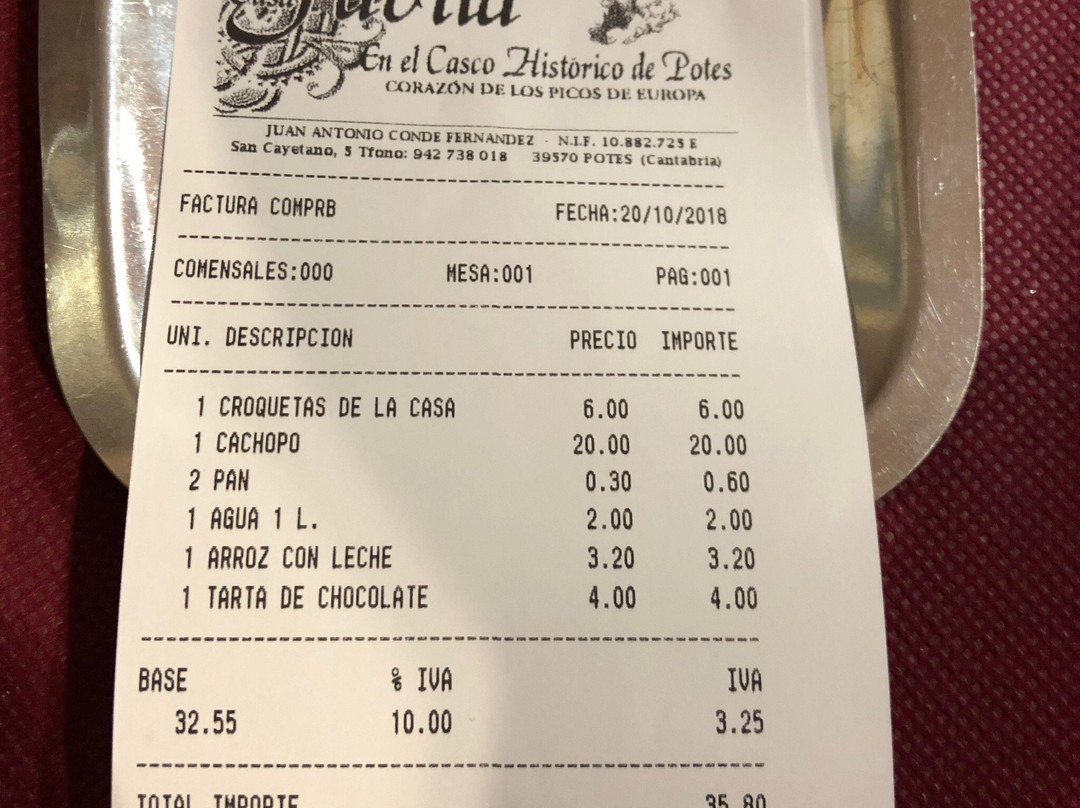 Casa
En el Casco Histórico de Potes
CORAZÓN DE LOS PICOS DE EUROPA
JUAN ANTONIO CONDE FERNANDEZ · N.I.F. 10.882.725 E
San Cayetano, 5 Tfono: 942 738 018 39570 POTES (Cantabria)
FACTURA COMPRB FECHA:20/10/2018
COMENSALES:000 MESA:001 PAG:001
UNI. DESCRIPCION PRECIO IMPORTE
1 CROQUETAS DE LA CASA 6.00 6.00
1 CACHOPO 20.00 20.00
2 PAN 0.30 0.60
1 AGUA 1 L. 2.00 2.00
1 ARROZ CON LECHE 3.20 3.20
1 TARTA DE CHOCOLATE 4.00 4.00
BASE % IVA IVA
32.55 10.00 3.25
TOTAL IMPORTE 35.80